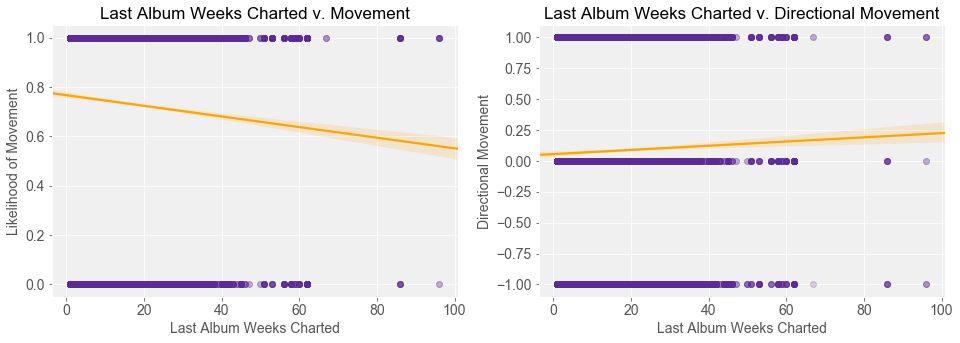 Last Album Weeks Charted v. Movement
1.0
0.8
0.6
0.4
0.2
0.0
Likelihood of Movement
0 20 40 60 80 100
Last Album Weeks Charted
Last Album Weeks Charted v. Directional Movement
1.00
0.75
0.50
0.25
0.00
−0.25
−0.50
−0.75
−1.00
Directional Movement
0 20 40 60 80 100
Last Album Weeks Charted